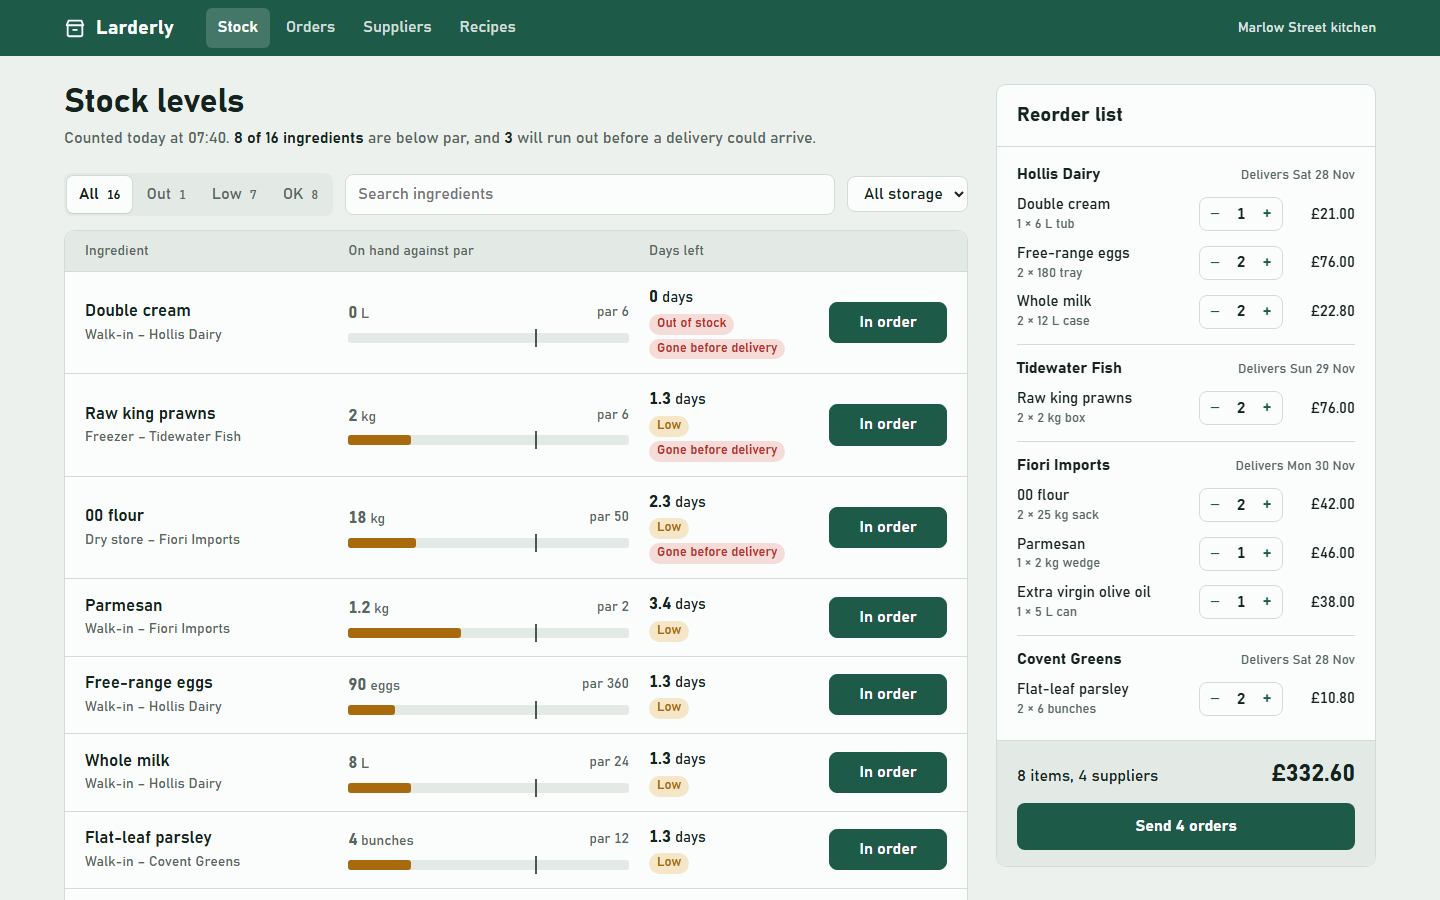 Larderly
Stock
Orders
Suppliers
Recipes
Marlow Street kitchen
Stock levels
Counted today at 07:40. 8 of 16 ingredients are below par, and 3 will run out before a delivery could arrive.
All 16
Out 1
Low 7
OK 8
Search ingredients
All storage
Ingredient
On hand against par
Days left
Double cream
Walk-in – Hollis Dairy
0 L
par 6
0 days
Out of stock
Gone before delivery
In order
Raw king prawns
Freezer – Tidewater Fish
2 kg
par 6
1.3 days
Low
Gone before delivery
In order
00 flour
Dry store – Fiori Imports
18 kg
par 50
2.3 days
Low
Gone before delivery
In order
Parmesan
Walk-in – Fiori Imports
1.2 kg
par 2
3.4 days
Low
In order
Free-range eggs
Walk-in – Hollis Dairy
90 eggs
par 360
1.3 days
Low
In order
Whole milk
Walk-in – Hollis Dairy
8 L
par 24
1.3 days
Low
In order
Flat-leaf parsley
Walk-in – Covent Greens
4 bunches
par 12
1.3 days
Low
In order
Reorder list
Hollis Dairy
Delivers Sat 28 Nov
Double cream
1 × 6 L tub
− 1 +
£21.00
Free-range eggs
2 × 180 tray
− 2 +
£76.00
Whole milk
2 × 12 L case
− 2 +
£22.80
Tidewater Fish
Delivers Sun 29 Nov
Raw king prawns
2 × 2 kg box
− 2 +
£76.00
Fiori Imports
Delivers Mon 30 Nov
00 flour
2 × 25 kg sack
− 2 +
£42.00
Parmesan
1 × 2 kg wedge
− 1 +
£46.00
Extra virgin olive oil
1 × 5 L can
− 1 +
£38.00
Covent Greens
Delivers Sat 28 Nov
Flat-leaf parsley
2 × 6 bunches
− 2 +
£10.80
8 items, 4 suppliers
£332.60
Send 4 orders